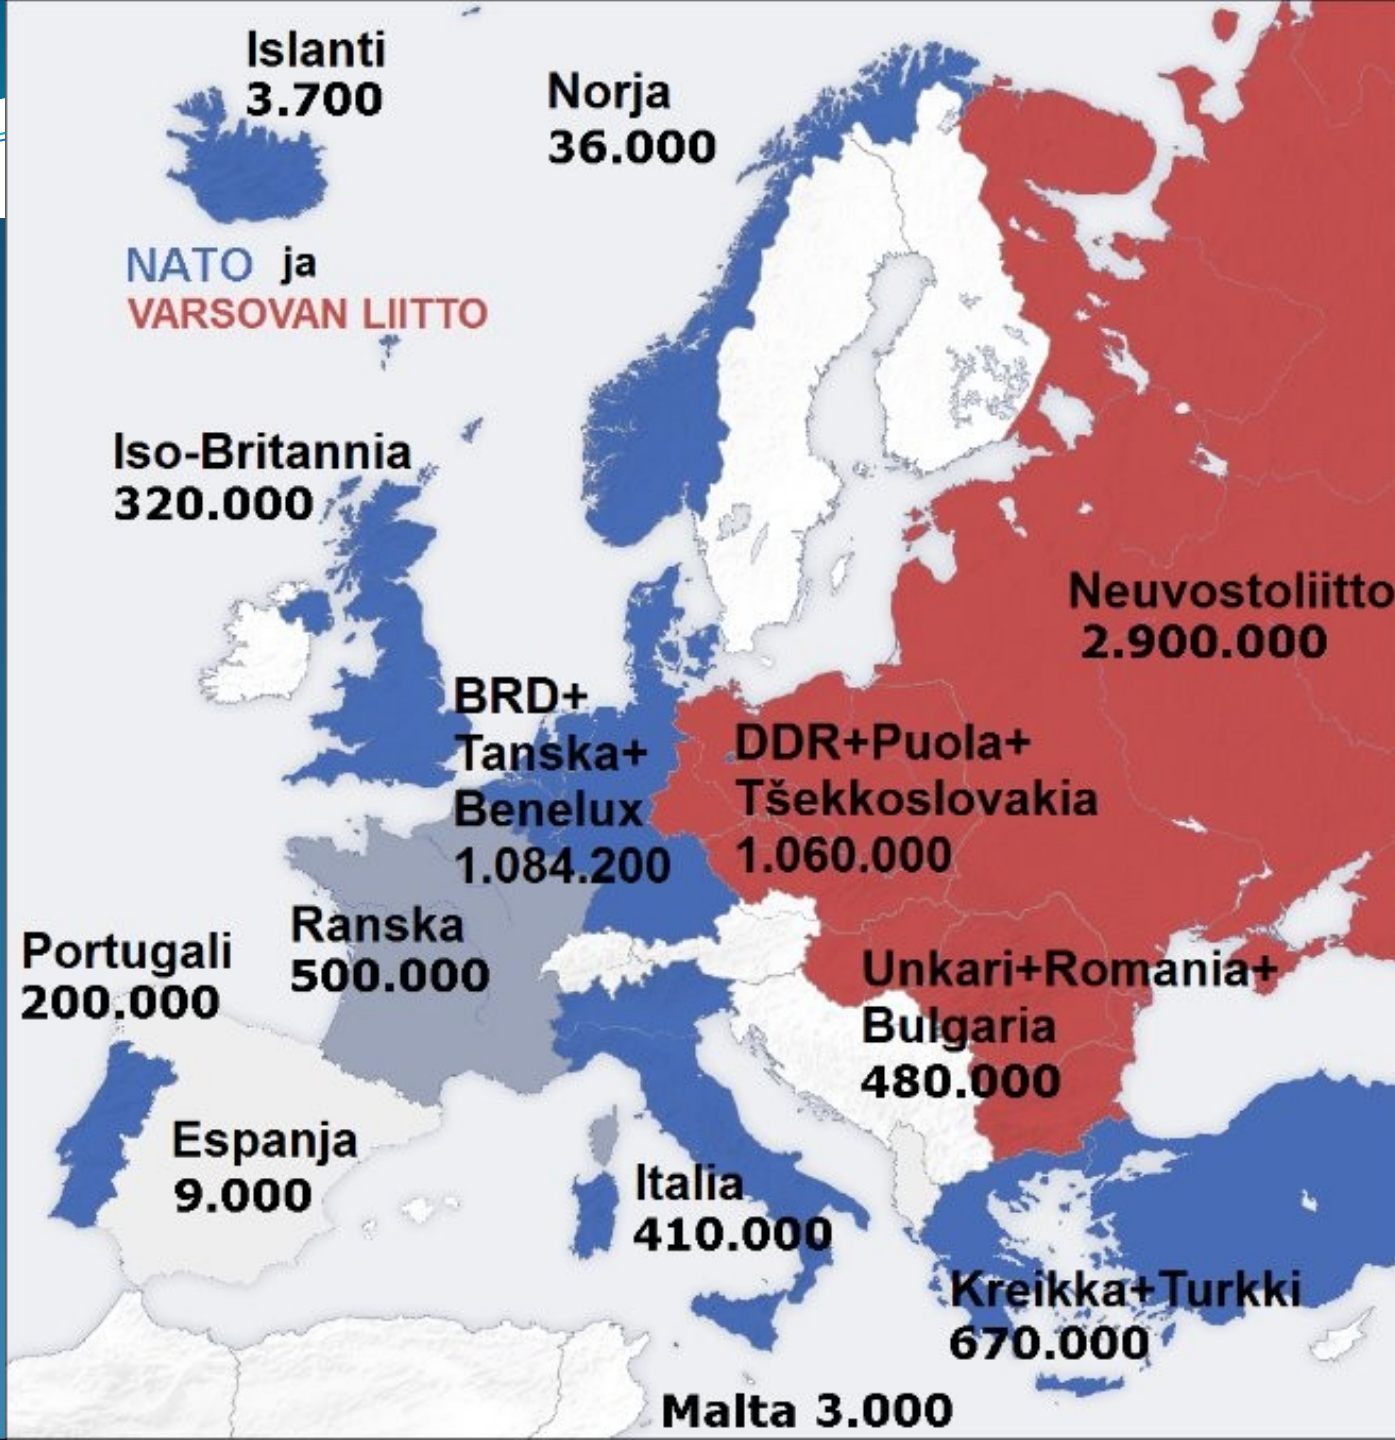 Islanti
3.700
Norja
36.000
NATO ja
VARSOVAN LIITTO
Iso-Britannia
320.000
Neuvostoliitto
2.900.000
BRD+
Tanska+
Benelux
1.084.200
DDR+Puola+
Tšekkoslovakia
1.060.000
Ranska
500.000
Portugali
200.000
Unkari+Romania+
Bulgaria
480.000
Espanja
9.000
Italia
410.000
Kreikka+Turkki
670.000
Malta 3.000